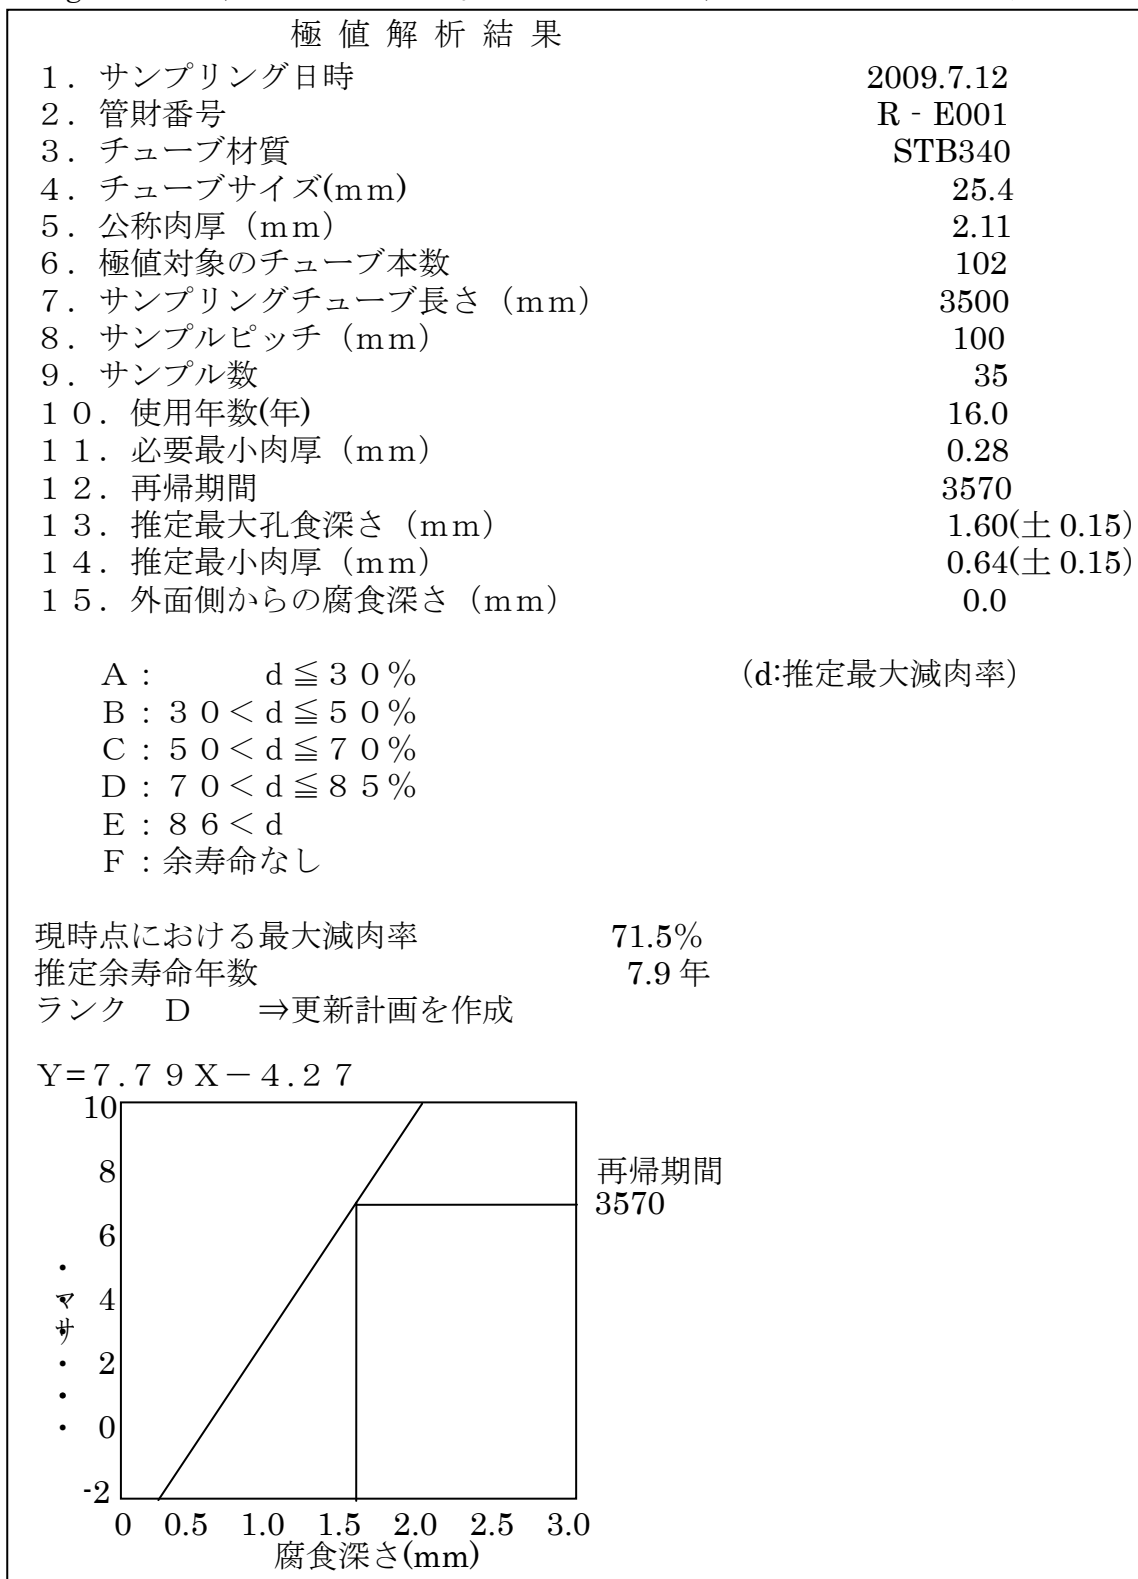 極 値 解 析 結 果
１．サンプリング日時 2009.7.12
２．管財番号 R‐E001
３．チューブ材質 STB340
４．チューブサイズ(ｍｍ) 25.4
５．公称肉厚（ｍｍ） 2.11
６．極値対象のチューブ本数 102
７．サンプリングチューブ長さ（ｍｍ） 3500
８．サンプルピッチ（ｍｍ） 100
９．サンプル数 35
１０．使用年数(年) 16.0
１１．必要最小肉厚（ｍｍ） 0.28
１２．再帰期間 3570
１３．推定最大孔食深さ（ｍｍ） 1.60(土 0.15)
１４．推定最小肉厚（ｍｍ） 0.64(土 0.15)
１５．外面側からの腐食深さ（ｍｍ） 0.0
Ａ： ｄ≦３０％ （d:推定最大減肉率）
Ｂ：３０＜ｄ≦５０％
Ｃ：５０＜ｄ≦７０％
Ｄ：７０＜ｄ≦８５％
Ｅ：８６＜ｄ
Ｆ：余寿命なし
現時点における最大減肉率 71.5％
推定余寿命年数 7.9 年
ランク Ｄ ⇒更新計画を作成
Ｙ=７.７９Ｘ－４.２７
10
8
6
4
2
0
-2
再帰期間
3570
0 0.5 1.0 1.5 2.0 2.5 3.0
腐食深さ(mm)